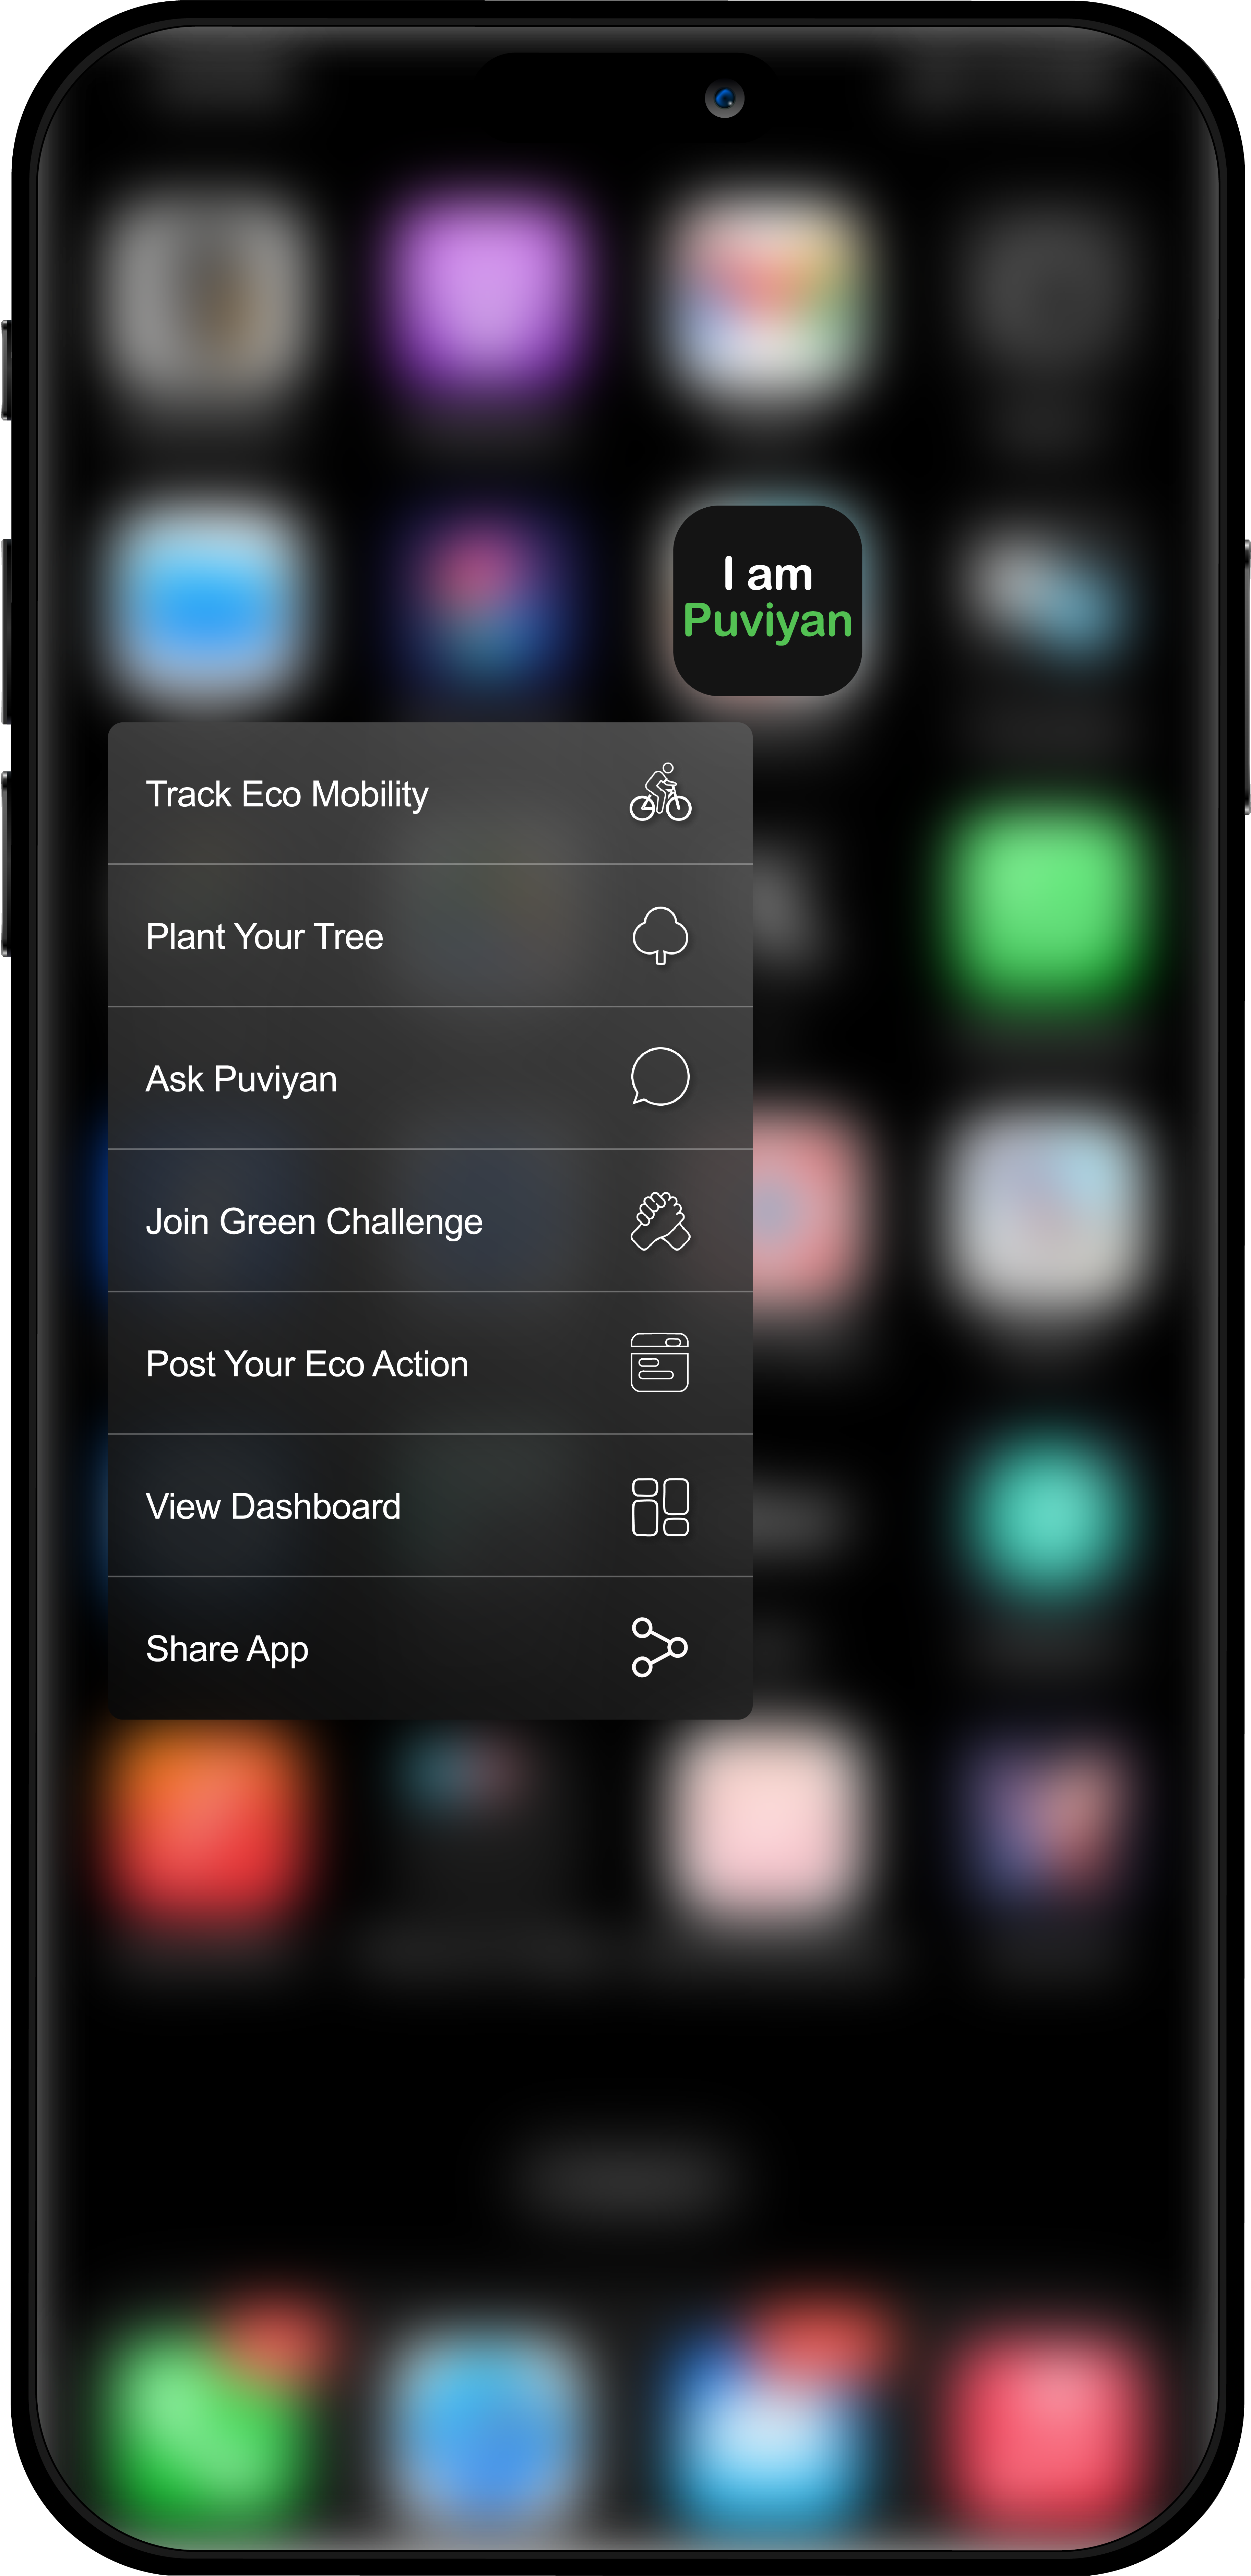 I am
Puviyan
Track Eco Mobility
Plant Your Tree
Ask Puviyan
Join Green Challenge
Post Your Eco Action
View Dashboard
Share App